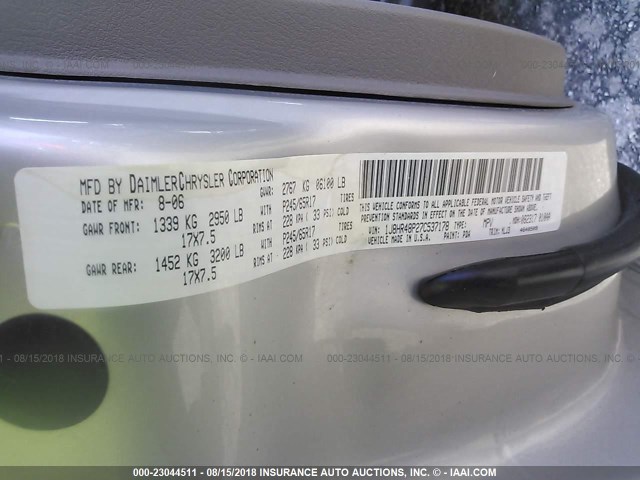 000-23044511 - 08/15/2018 INSURANCE AUTO AUCTIONS, INC. © - IAAI.COM
MFD BY DAIMLERCHRYSLER CORPORATION
DATE OF MFR: 8-06 GVWR: 2767 KG 06100 LB
GAWR FRONT: 1339 KG 2950 LB WITH P245/65R17 TIRES
17X7.5 RIMS AT 228 KPA 33 PSI COLD
GAWR REAR: 1452 KG 3200 LB WITH P245/65R17 TIRES
17X7.5 RIMS AT 228 KPA 33 PSI COLD
THIS VEHICLE CONFORMS TO ALL APPLICABLE FEDERAL MOTOR VEHICLE SAFETY AND THEFT
PREVENTION STANDARDS IN EFFECT ON THE DATE OF MANUFACTURE SHOWN ABOVE.
VIN: 1J8HR48P27C537178 TYPE: MPV MDH:
MADE IN U.S.A. PAINT: PDA TRIM:
000-23044511 - 08/15/2018 INSURANCE AUTO AUCTIONS, INC. © - IAAI.COM
000-23044511 - 08/15/2018 INSURANCE AUTO AUCTIONS, INC. © - IAAI.COM